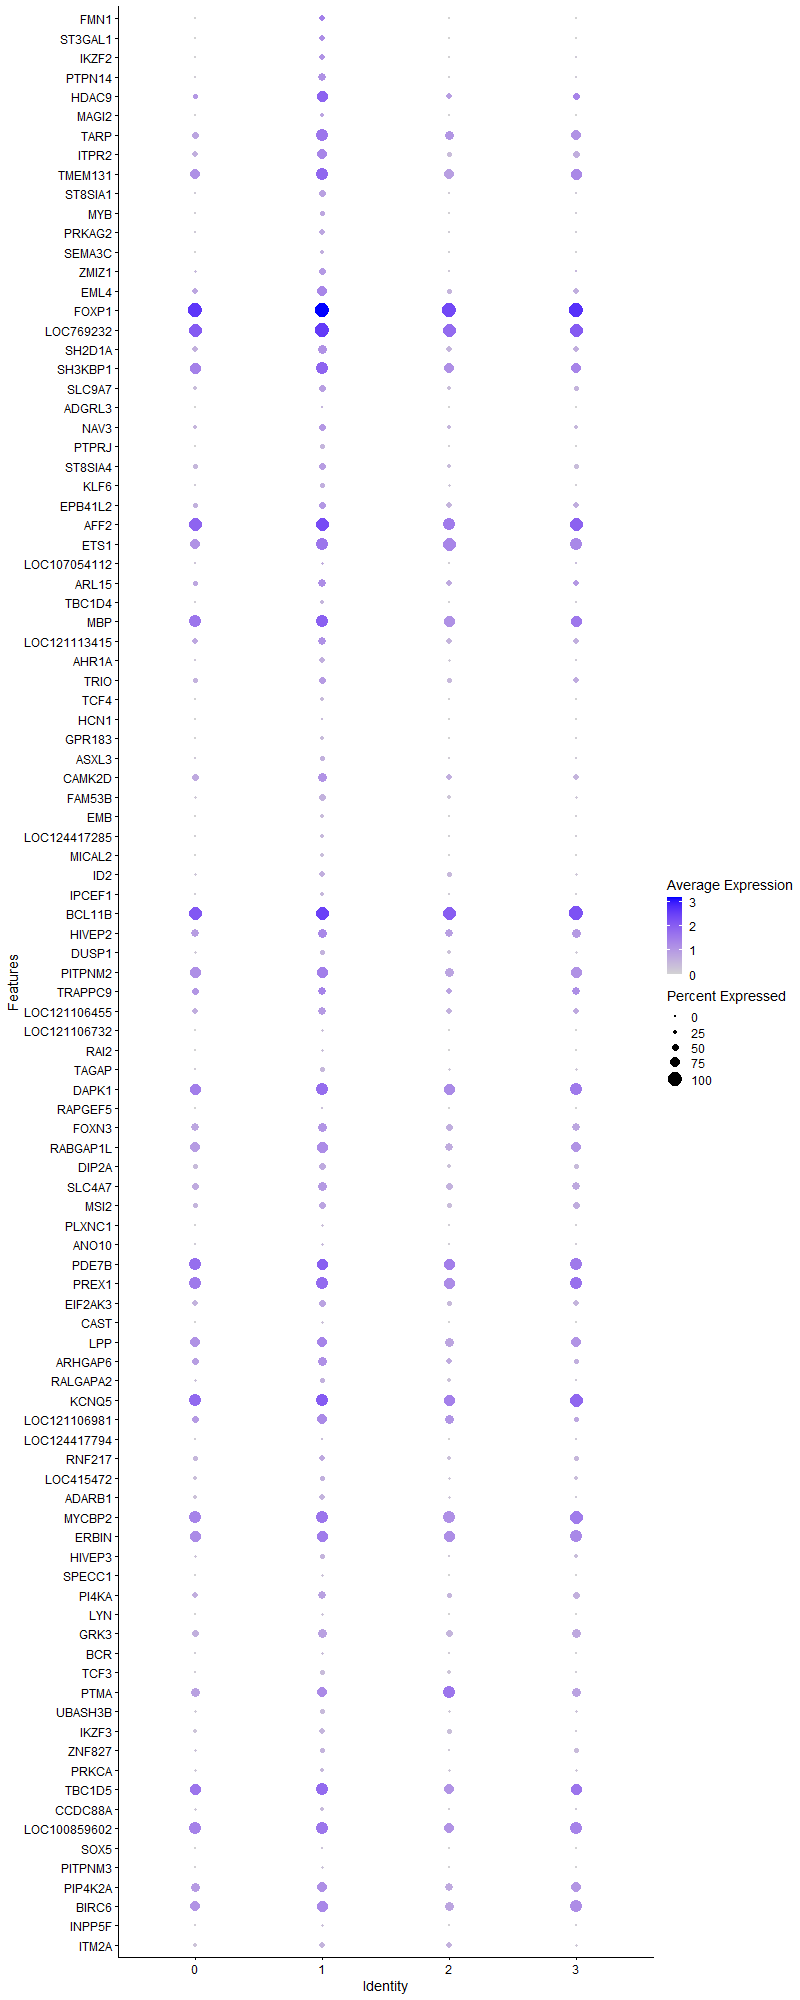 FMN1
ST3GAL1
IKZF2
PTPN14
HDAC9
MAGI2
TARP
ITPR2
TMEM131
ST8SIA1
MYB
PRKAG2
SEMA3C
ZMIZ1
EML4
FOXP1
LOC769232
SH2D1A
SH3KBP1
SLC9A7
ADGRL3
NAV3
PTPRJ
ST8SIA4
KLF6
EPB41L2
AFF2
ETS1
LOC107054112
ARL15
TBC1D4
MBP
LOC121113415
AHR1A
TRIO
TCF4
HCN1
GPR183
ASXL3
CAMK2D
FAM53B
EMB
LOC124417285
MICAL2
ID2
IPCEF1
BCL11B
HIVEP2
DUSP1
PITPNM2
TRAPPC9
LOC121106455
LOC121106732
RAI2
TAGAP
DAPK1
RAPGEF5
FOXN3
RABGAP1L
DIP2A
SLC4A7
MSI2
PLXNC1
ANO10
PDE7B
PREX1
EIF2AK3
CAST
LPP
ARHGAP6
RALGAPA2
KCNQ5
LOC121106981
LOC124417794
RNF217
LOC415472
ADARB1
MYCBP2
ERBIN
HIVEP3
SPECC1
PI4KA
LYN
GRK3
BCR
TCF3
PTMA
UBASH3B
IKZF3
ZNF827
PRKCA
TBC1D5
CCDC88A
LOC100859602
SOX5
PITPNM3
PIP4K2A
BIRC6
INPP5F
ITM2A
Features
0 1 2 3
Identity
Average Expression
3
2
1
0
Percent Expressed
0
25
50
75
100